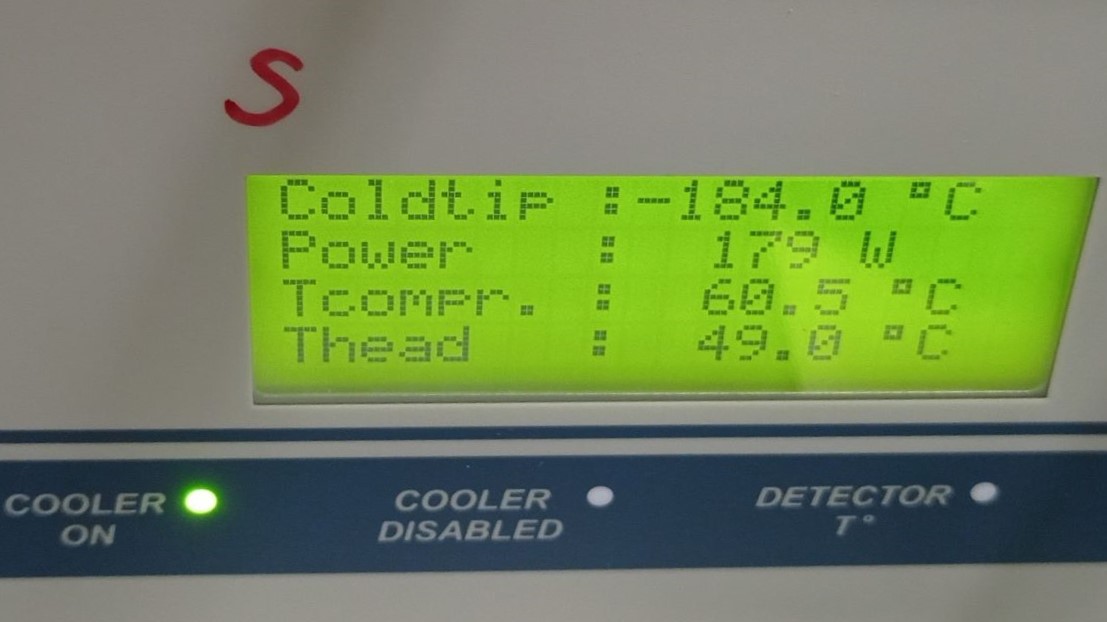 S
Coldtip :-184.0 °C
Power : 179 W
Tcompr. : 60.5 °C
Thead : 49.0 °C
COOLER ON
COOLER DISABLED
DETECTOR T°